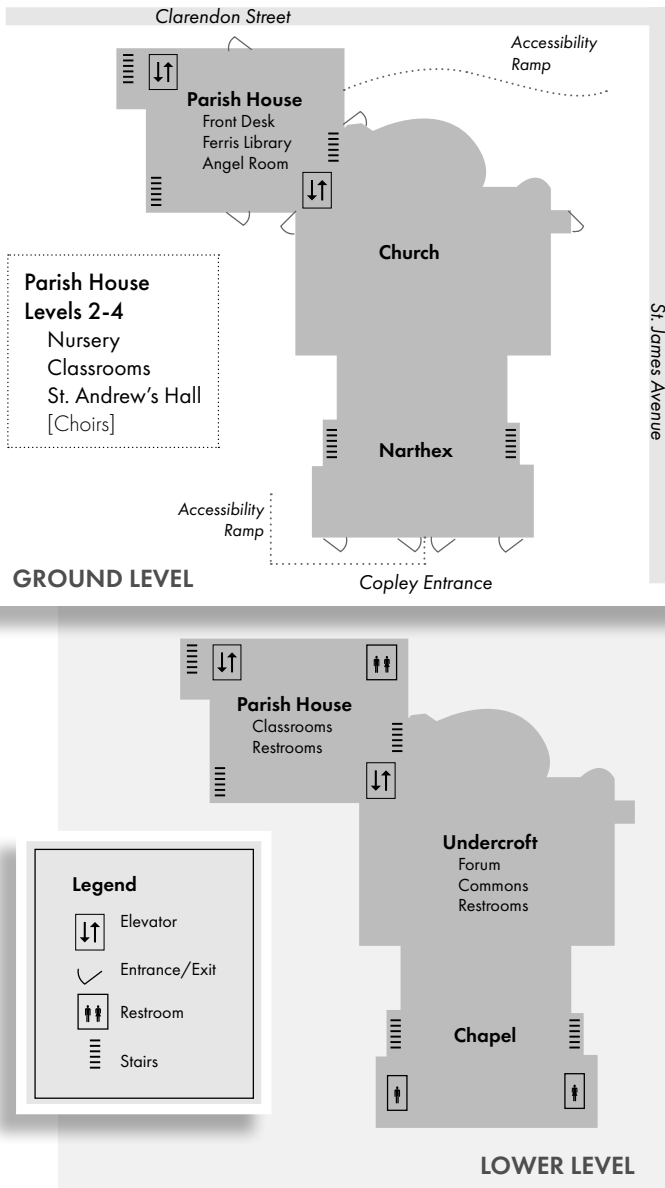 Clarendon Street
Accessibility
Ramp
Parish House
Front Desk
Ferris Library
Angel Room
Church
Parish House
Levels 2-4
Nursery
Classrooms
St. Andrew's Hall
[Choirs]
St. James Avenue
Narthex
Accessibility
Ramp
GROUND LEVEL
Copley Entrance
Parish House
Classrooms
Restrooms
Undercroft
Forum
Commons
Restrooms
Legend
Elevator
Entrance/Exit
Restroom
Stairs
Chapel
LOWER LEVEL